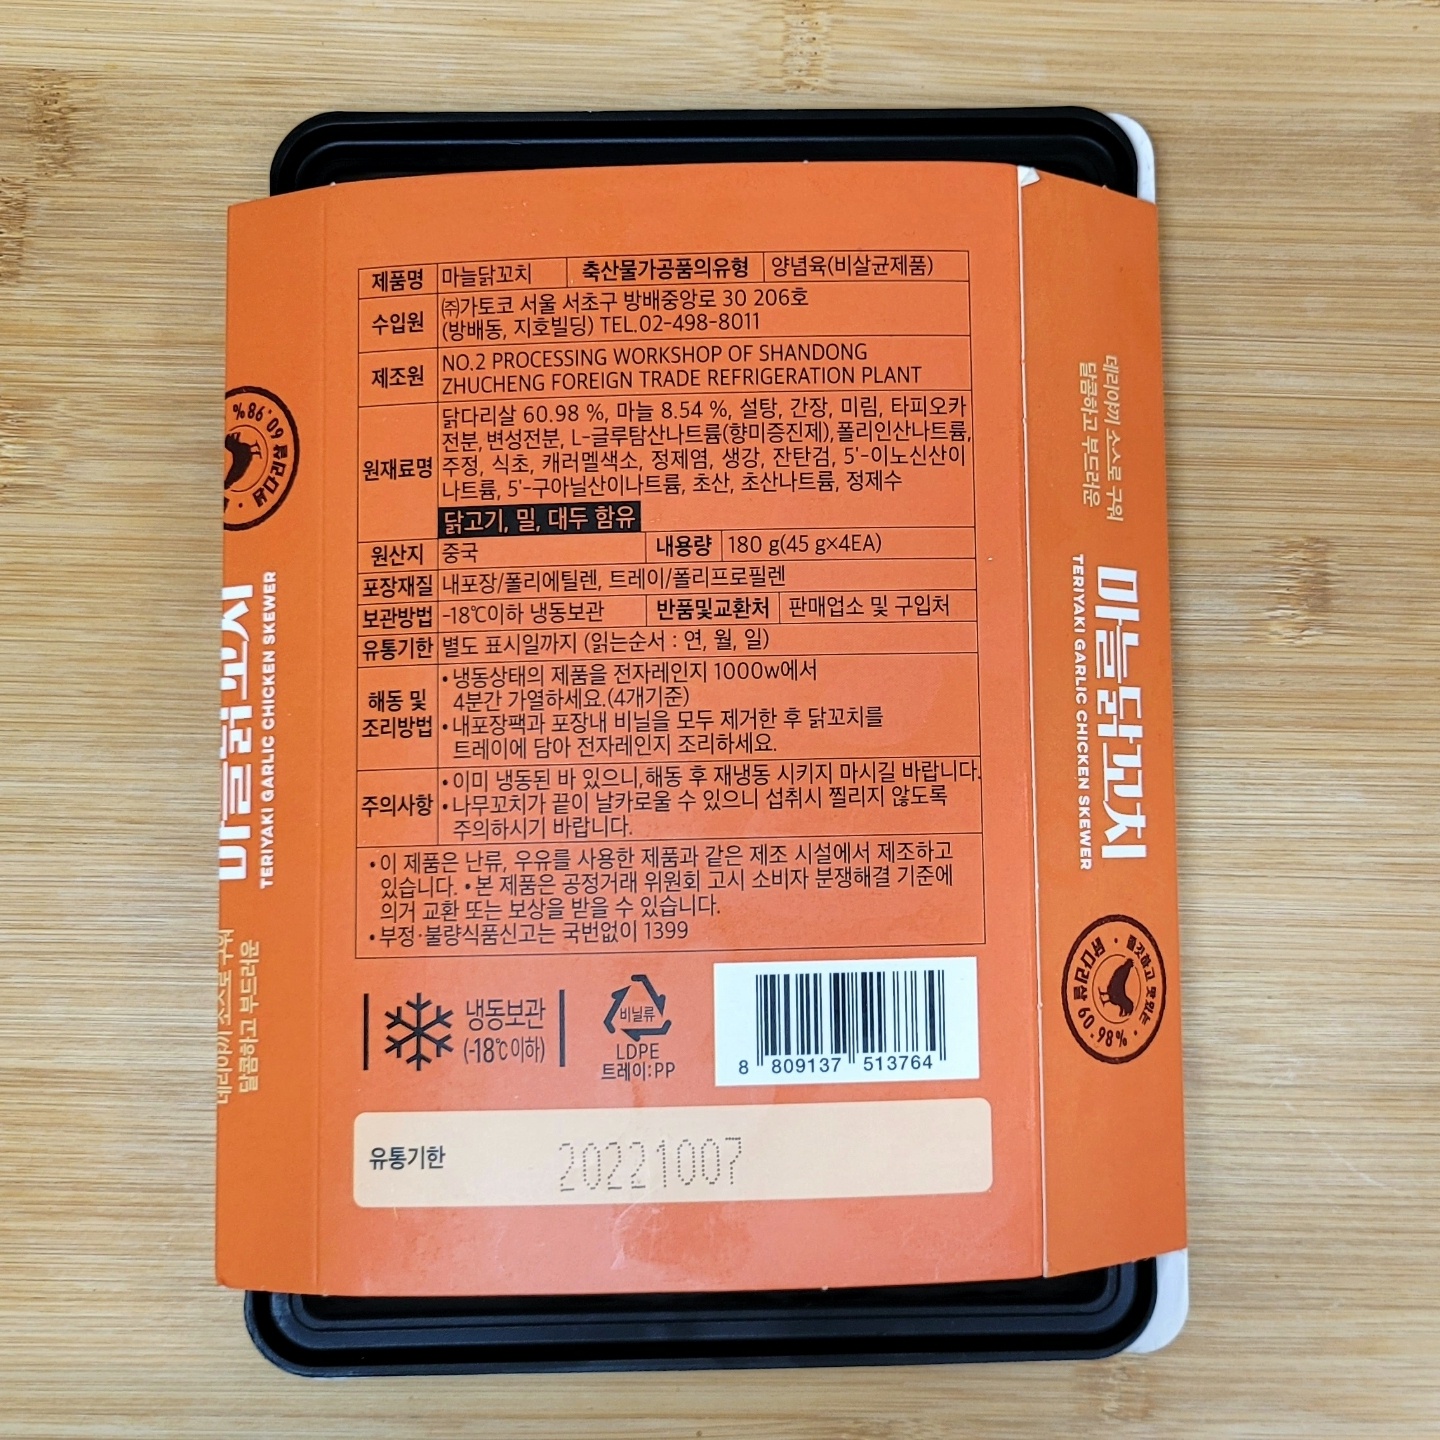 제품명 마늘닭꼬치 축산물가공품의유형 양념육(비살균제품)
수입원 ㈜가토코 서울 서초구 방배중앙로 30 206호
(방배동, 지호빌딩) TEL.02-498-8011
제조원 NO.2 PROCESSING WORKSHOP OF SHANDONG
ZHUCHENG FOREIGN TRADE REFRIGERATION PLANT
원재료명 닭다리살 60.98 %, 마늘 8.54 %, 설탕, 간장, 미림, 타피오카
전분, 변성전분, L-글루탐산나트륨(향미증진제), 폴리인산나트륨,
주정, 식초, 캐러멜색소, 정제염, 생강, 잔탄검, 5'-이노신산이
나트륨, 5'-구아닐산이나트륨, 초산, 초산나트륨, 정제수
닭고기, 밀, 대두 함유
원산지 중국 내용량 180 g(45 g×4EA)
포장재질 내포장/폴리에틸렌, 트레이/폴리프로필렌
보관방법 -18℃이하 냉동보관 반품및교환처 판매업소 및 구입처
유통기한 별도 표시일까지 (읽는순서 : 연, 월, 일)
해동 및 조리방법 • 냉동상태의 제품을 전자레인지 1000w에서
4분간 가열하세요.(4개기준)
• 내포장팩과 포장내 비닐을 모두 제거한 후 닭꼬치를
트레이에 담아 전자레인지 조리하세요.
주의사항 • 이미 냉동된 바 있으니,해동 후 재냉동 시키지 마시길 바랍니다.
• 나무꼬치가 끝이 날카로울 수 있으니 섭취시 찔리지 않도록
주의하시기 바랍니다.
• 이 제품은 난류, 우유를 사용한 제품과 같은 제조 시설에서 제조하고
있습니다. • 본 제품은 공정거래 위원회 고시 소비자 분쟁해결 기준에
의거 교환 또는 보상을 받을 수 있습니다.
• 부정·불량식품신고는 국번없이 1399
냉동보관
(-18℃이하)
비닐류
LDPE
트레이:PP
8 809137 513764
유통기한 20221007
데리야끼 소스로 구워
달콤하고 부드러운
마늘닭꼬치
TERIYAKI GARLIC CHICKEN SKEWER
쫄깃하고 맛있는 · 닭다리살 60.98% ·
닭다리살 60.98%
마늘닭꼬치
TERIYAKI GARLIC CHICKEN SKEWER
데리야끼 소스로 구워
달콤하고 부드러운